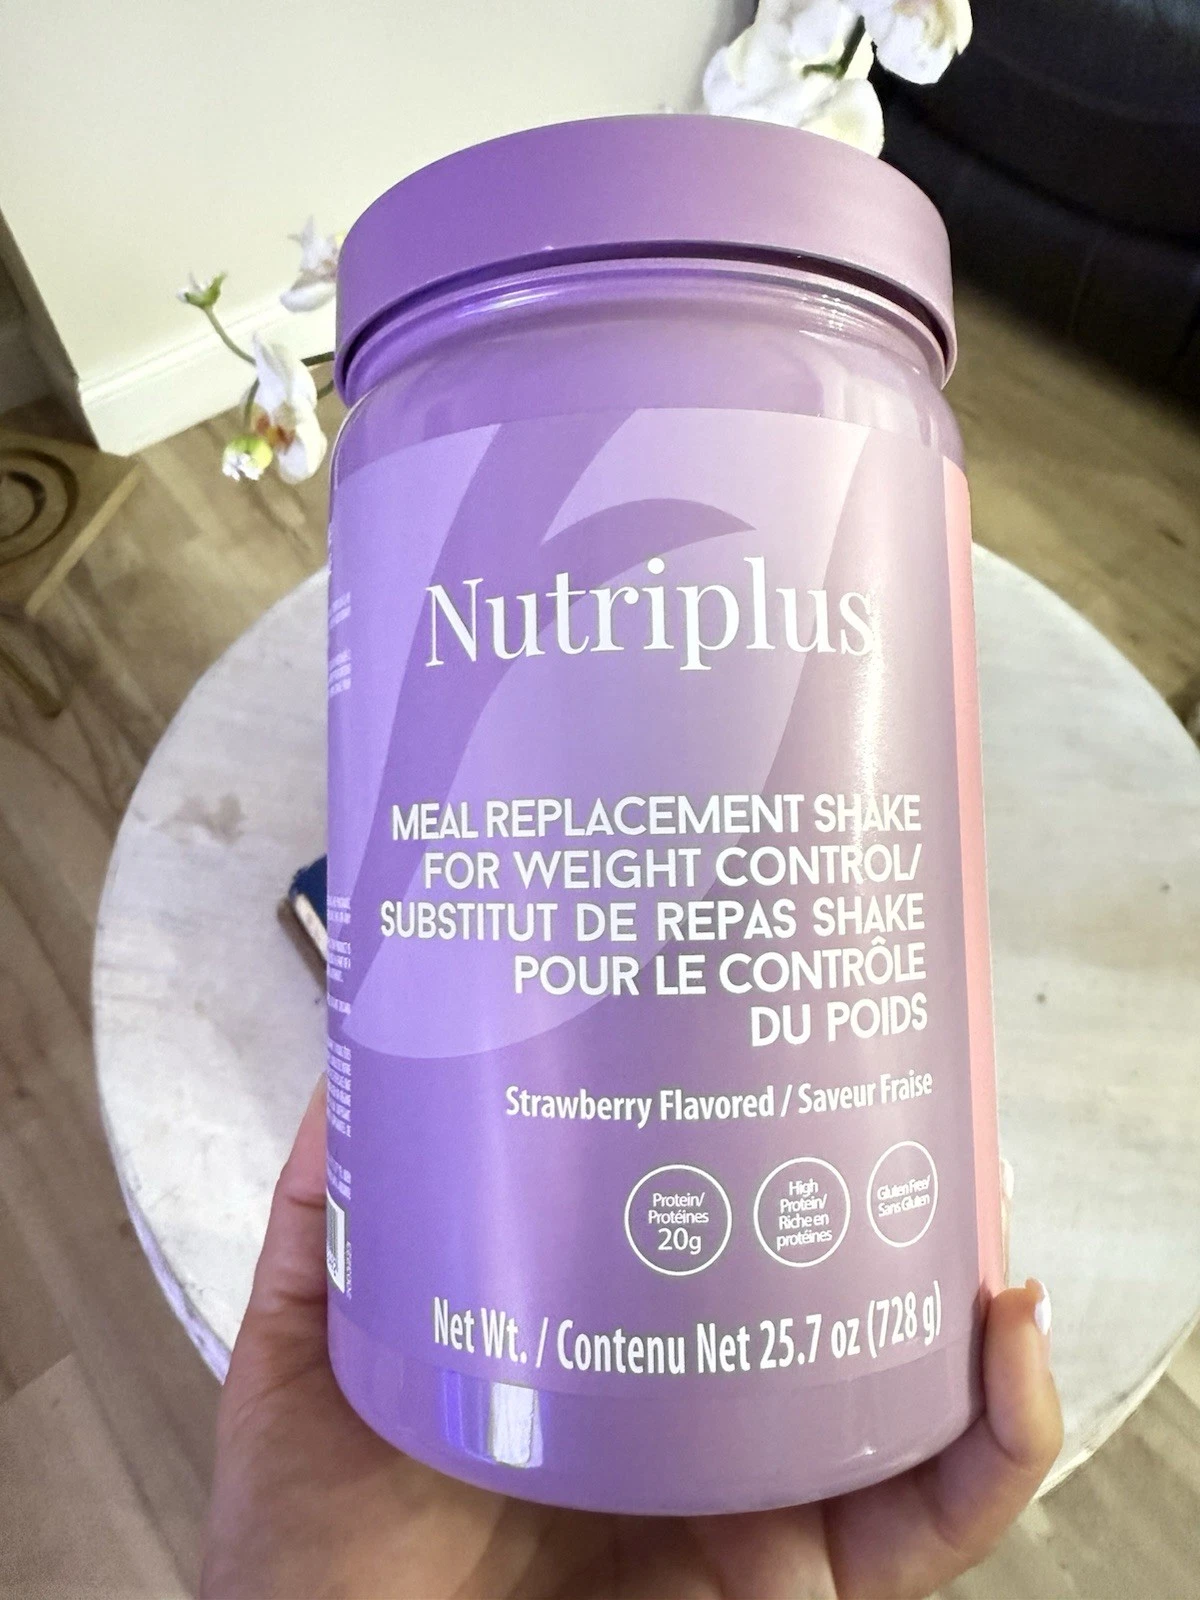 Nutriplus
MEAL REPLACEMENT SHAKE
FOR WEIGHT CONTROL/
SUBSTITUT DE REPAS SHAKE
POUR LE CONTRÔLE
DU POIDS
Strawberry Flavored / Saveur Fraise
Protein/
Protéines
20g
High
Protein/
Riche en
protéines
Gluten Free/
Sans Gluten
Net Wt. / Contenu Net 25.7 oz (728 g)